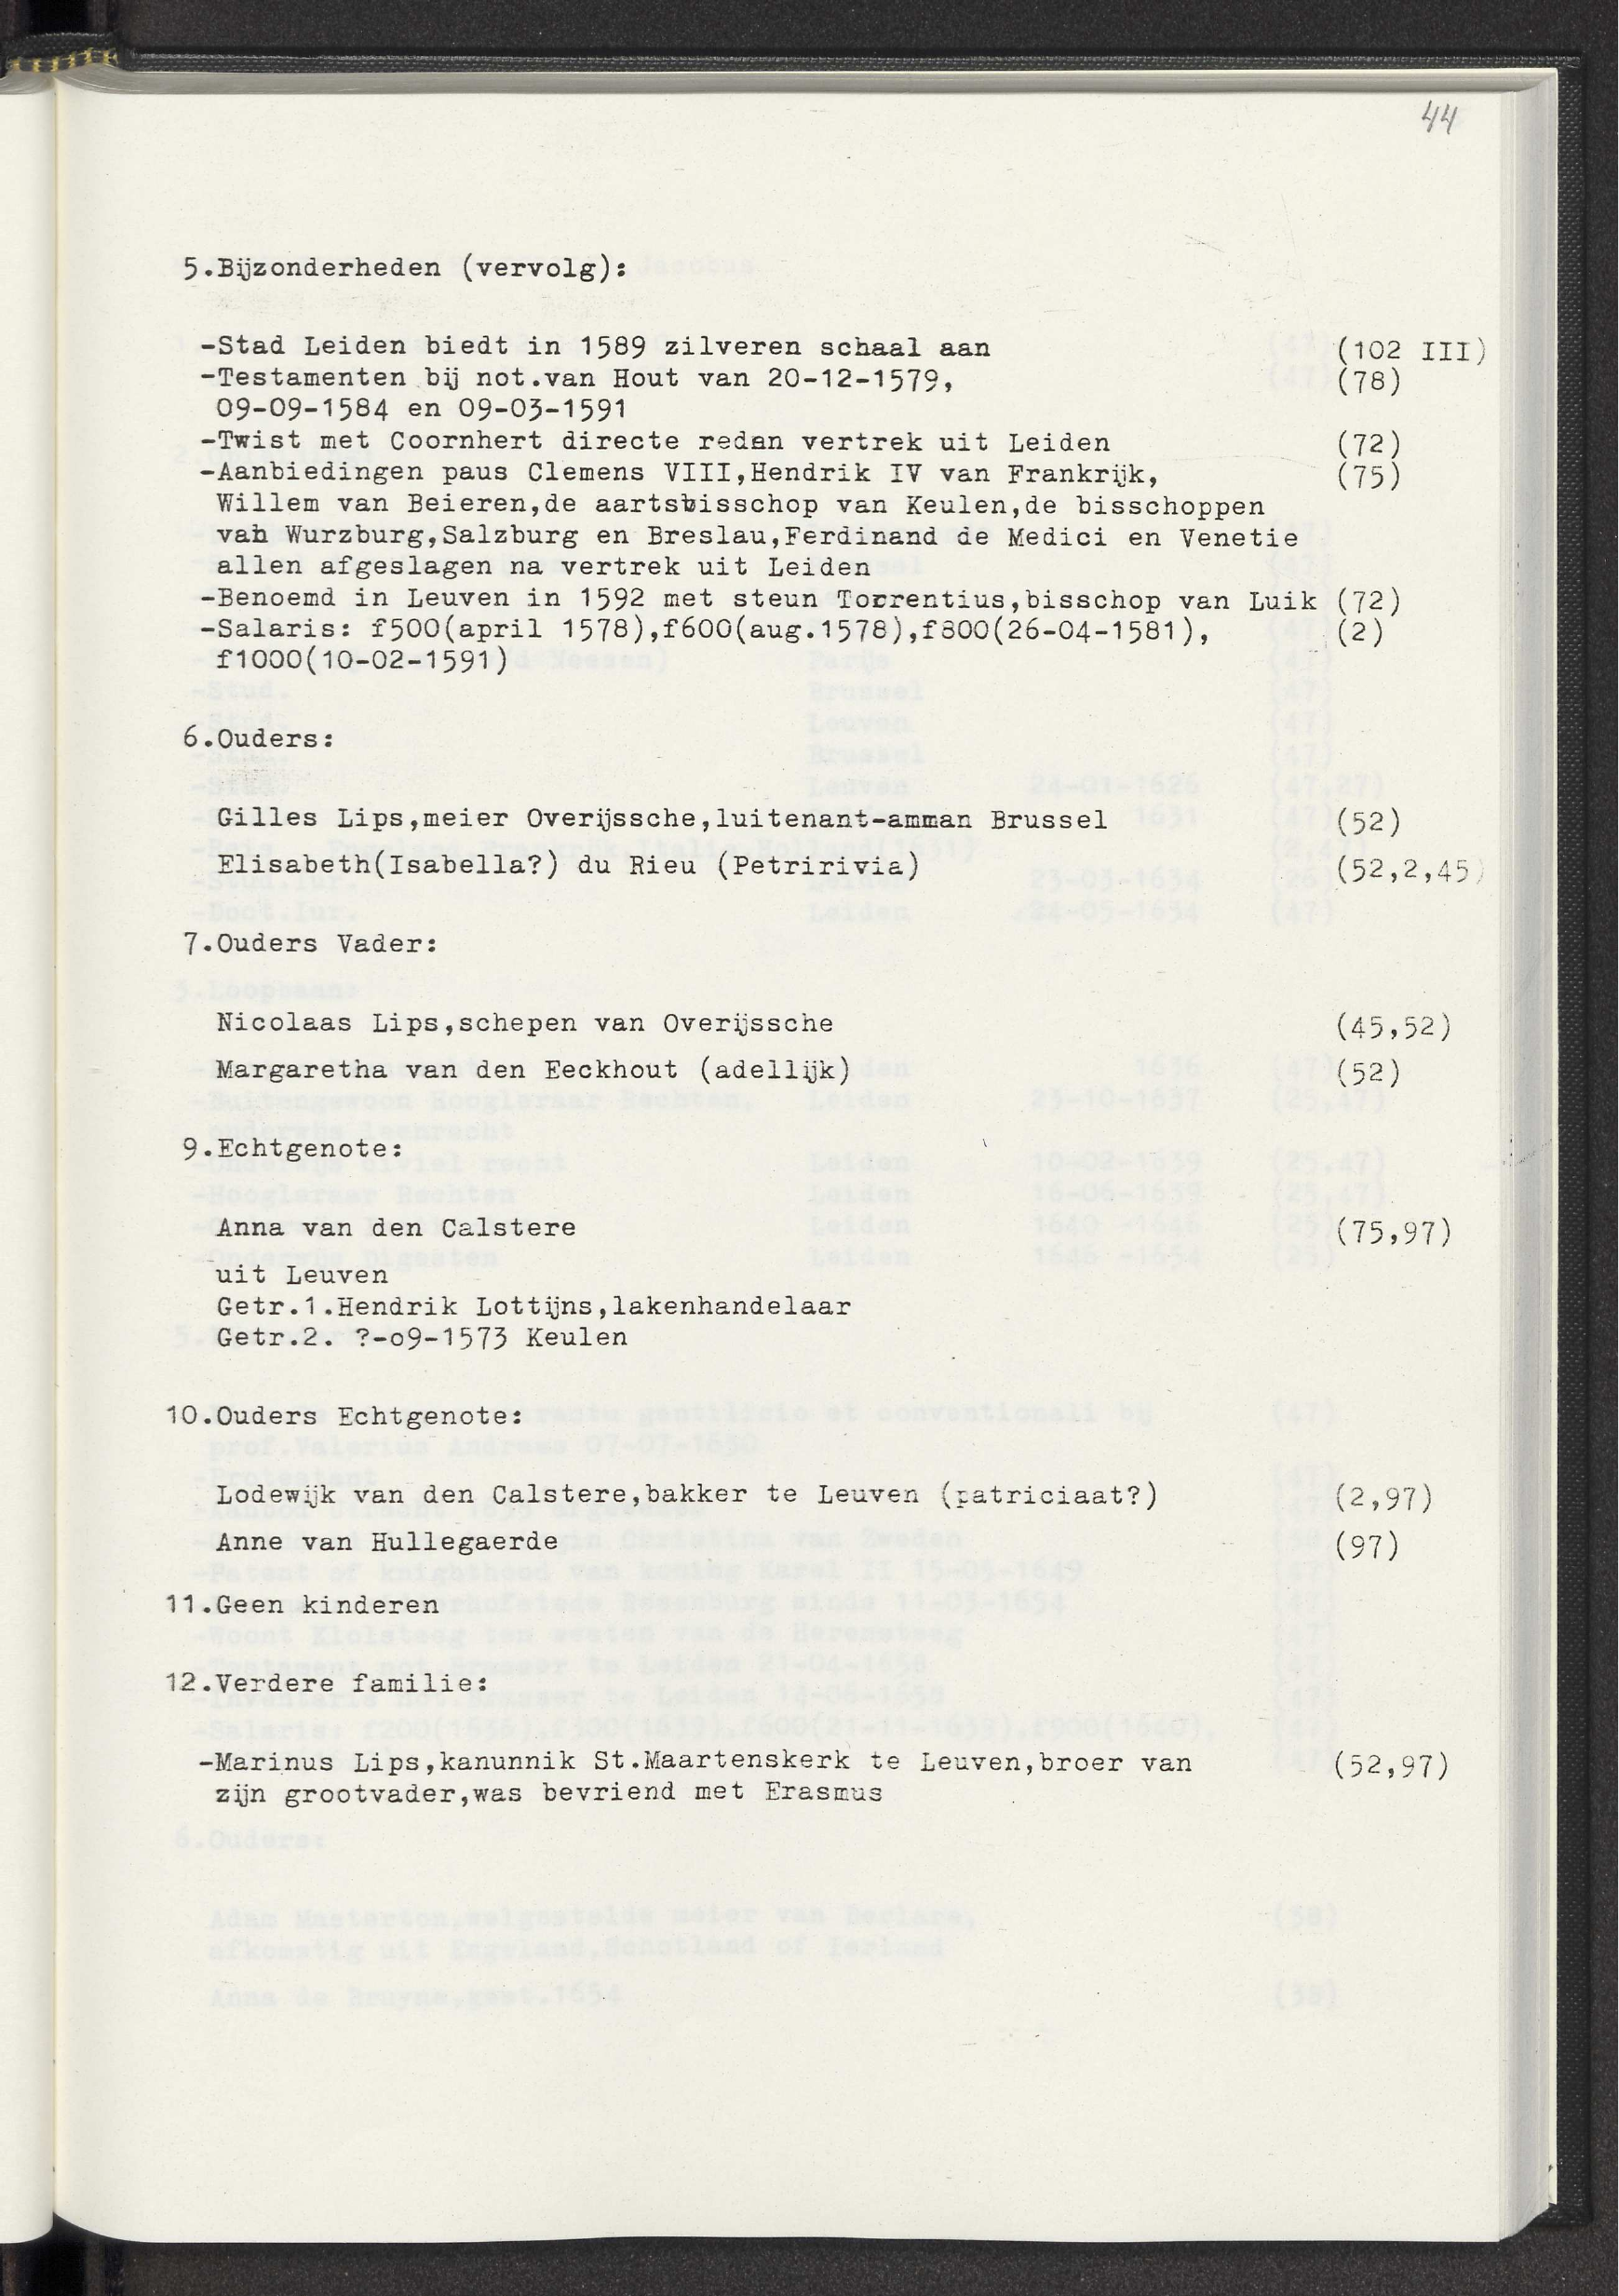 44
5.Bijzonderheden (vervolg):
-Stad Leiden biedt in 1589 zilveren schaal aan (102 III)
-Testamenten bij not.van Hout van 20-12-1579, (78)
09-09-1584 en 09-03-1591
-Twist met Coornhert directe redan vertrek uit Leiden (72)
-Aanbiedingen paus Clemens VIII,Hendrik IV van Frankrijk, (75)
Willem van Beieren,de aartsbisschop van Keulen,de bisschoppen
van Wurzburg,Salzburg en Breslau,Ferdinand de Medici en Venetie
allen afgeslagen na vertrek uit Leiden
-Benoemd in Leuven in 1592 met steun Torrentius,bisschop van Luik (72)
-Salaris: f500(april 1578),f600(aug.1578),f800(26-04-1581), (2)
f1000(10-02-1591)
6.Ouders:
Gilles Lips,meier Overijssche,luitenant-amman Brussel (52)
Elisabeth(Isabella?) du Rieu (Petririvia) (52,2,45)
7.Ouders Vader:
Nicolaas Lips,schepen van Overijssche (45,52)
Margaretha van den Eeckhout (adellijk) (52)
9.Echtgenote:
Anna van den Calstere (75,97)
uit Leuven
Getr.1.Hendrik Lottijns,lakenhandelaar
Getr.2. ?-o9-1573 Keulen
10.Ouders Echtgenote:
Lodewijk van den Calstere,bakker te Leuven (patriciaat?) (2,97)
Anne van Hullegaerde (97)
11.Geen kinderen
12.Verdere familie:
-Marinus Lips,kanunnik St.Maartenskerk te Leuven,broer van (52,97)
zijn grootvader,was bevriend met Erasmus